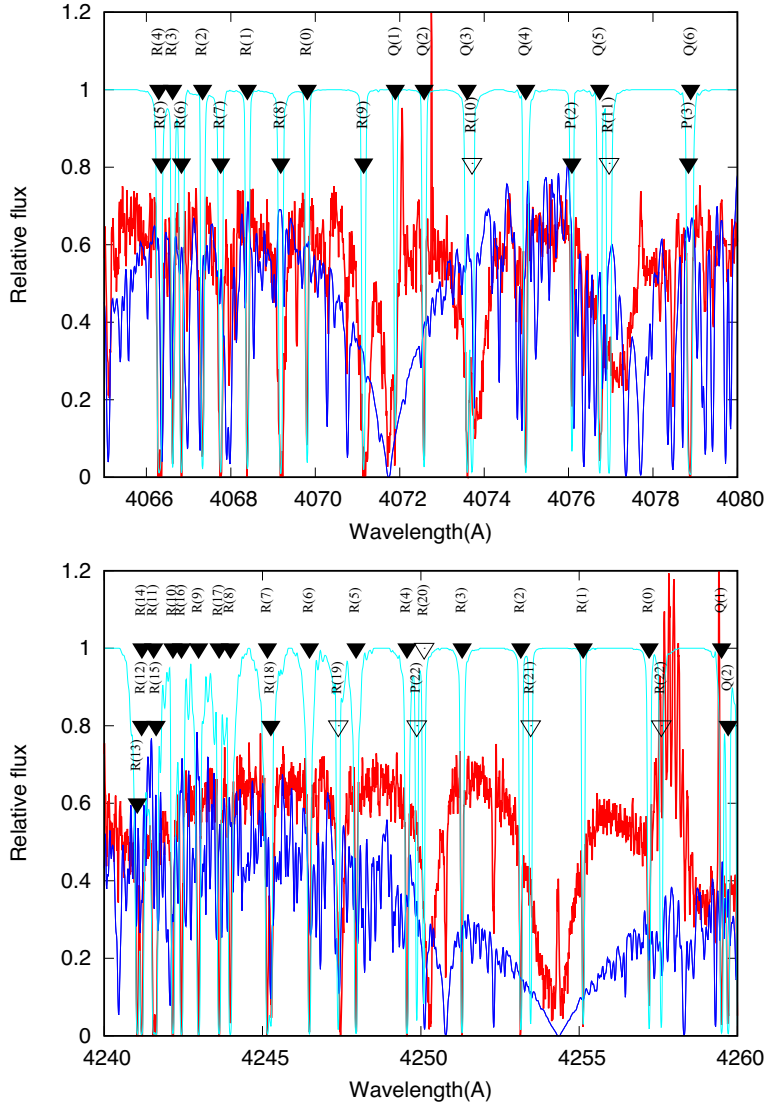 R(4) R(3) R(2) R(1) R(0) Q(1) Q(2) Q(3) Q(4) Q(5) Q(6)
R(5) R(6) R(7) R(8) R(9) R(10) P(2) R(11) P(3)
1.2
1
0.8
0.6
0.4
0.2
0
Relative flux
4066 4068 4070 4072 4074 4076 4078 4080
Wavelength(A)
R(14) R(11) R(10) R(16) R(9) R(17) R(8) R(7) R(6) R(5) R(4) R(20) R(3) R(2) R(1) R(0) Q(1)
R(12) R(15) R(18) R(19) P(22) R(21) R(22) Q(2)
R(13)
1.2
1
0.8
0.6
0.4
0.2
0
Relative flux
4240 4245 4250 4255 4260
Wavelength(A)